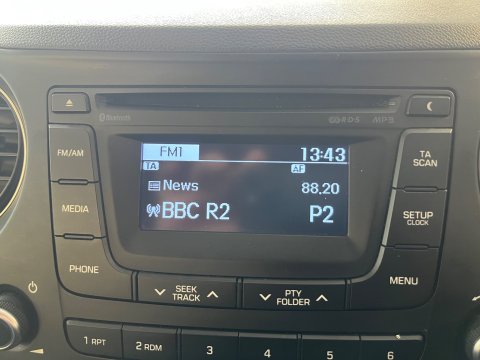 Bluetooth
RDS MP3
FM/AM
MEDIA
PHONE
FM1 13:43
TA AF
News 88.20
BBC R2 P2
TA
SCAN
SETUP
CLOCK
MENU
SEEK
TRACK
PTY
FOLDER
1 RPT
2 RDM
3
4
5
6